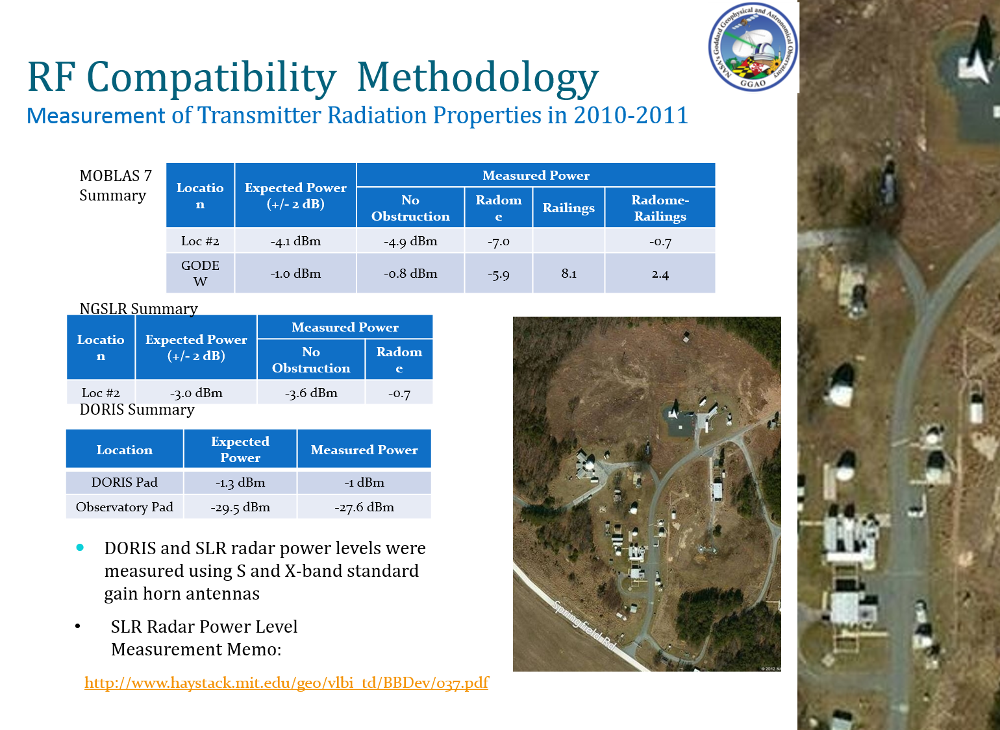 NASA's Goddard Geophysical and Astronomical Observatory
GGAO
RF Compatibility  Methodology
Measurement of Transmitter Radiation Properties in 2010-2011
MOBLAS 7
Summary
Locatio
n
Expected Power
(+/- 2 dB)
Measured Power
No
Obstruction
Radom
e
Railings
Radome-
Railings
Loc #2 -4.1 dBm -4.9 dBm -7.0 -0.7
GODE
W
-1.0 dBm -0.8 dBm -5.9 8.1 2.4
NGSLR Summary
Locatio
n
Expected Power
(+/- 2 dB)
Measured Power
No
Obstruction
Radom
e
Loc #2 -3.0 dBm -3.6 dBm -0.7
DORIS Summary
Location
Expected
Power
Measured Power
DORIS Pad -1.3 dBm -1 dBm
Observatory Pad -29.5 dBm -27.6 dBm
• DORIS and SLR radar power levels were
measured using S and X-band standard
gain horn antennas
• SLR Radar Power Level
Measurement Memo:
http://www.haystack.mit.edu/geo/vlbi_td/BBDev/037.pdf
Springfield Rd
© 2012 N